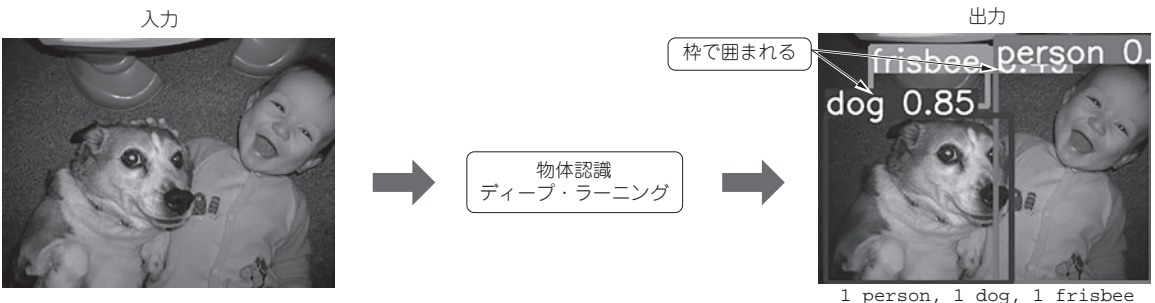 入力
出力
枠で囲まれる
frisbee
person 0.
dog 0.85
物体認識
ディープ・ラーニング
1 person, 1 dog, 1 frisbee